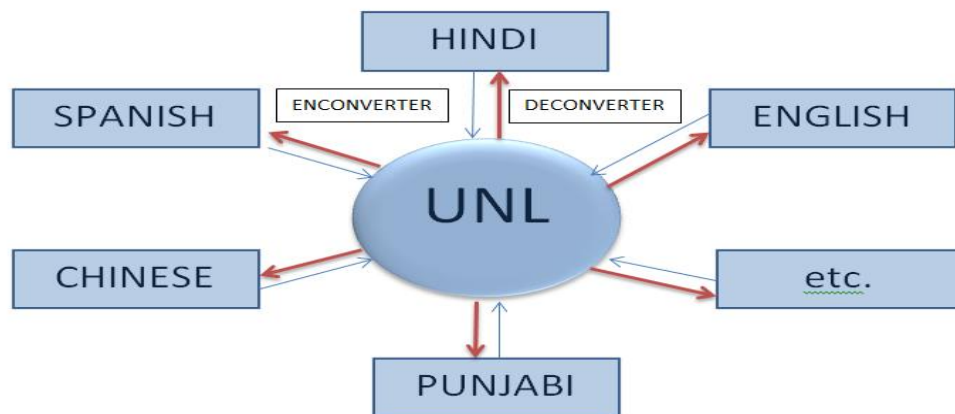 HINDI
SPANISH
ENCONVERTER
DECONVERTER
ENGLISH
UNL
CHINESE
etc.
PUNJABI